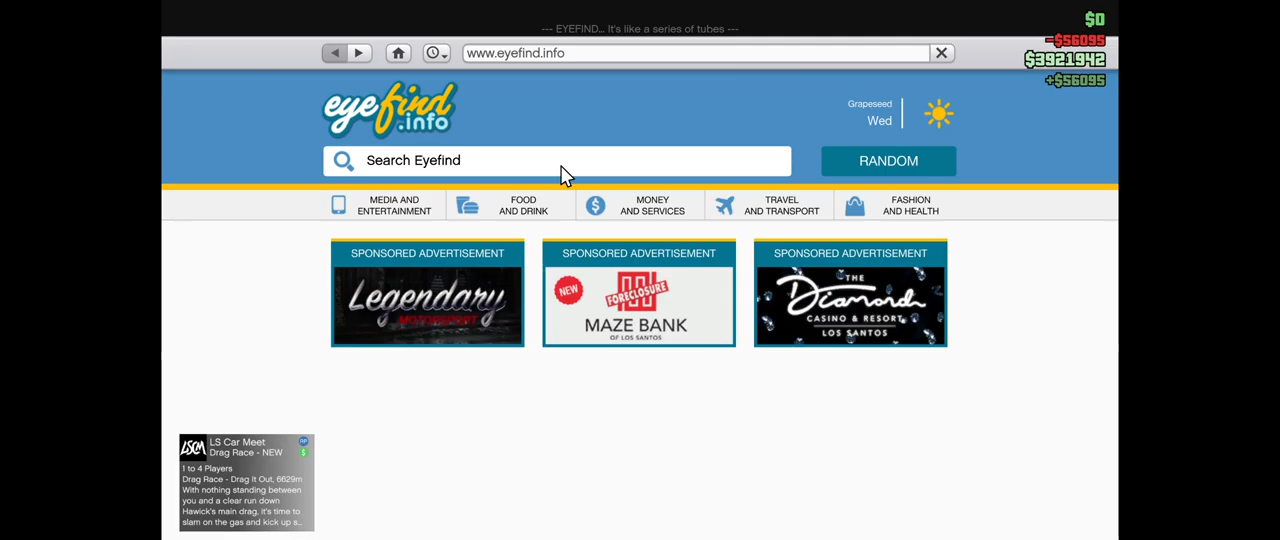 --- EYEFIND... It's like a series of tubes ---
$0
-$56095
$3921942
+$56095
www.eyefind.info
eyefind
.info
Grapeseed
Wed
Search Eyefind
RANDOM
MEDIA AND
ENTERTAINMENT
FOOD
AND DRINK
MONEY
AND SERVICES
TRAVEL
AND TRANSPORT
FASHION
AND HEALTH
SPONSORED ADVERTISEMENT
Legendary
MOTORSPORT
SPONSORED ADVERTISEMENT
NEW
FORECLOSURE
MAZE BANK
OF LOS SANTOS
SPONSORED ADVERTISEMENT
THE
Diamond
CASINO & RESORT
LOS SANTOS
LSCM
LS Car Meet
RP
Drag Race - NEW
$
1 to 4 Players
Drag Race - Drag It Out, 6629m
With nothing standing between
you and a clear run down
Hawick's main drag, it's time to
slam on the gas and kick up s...